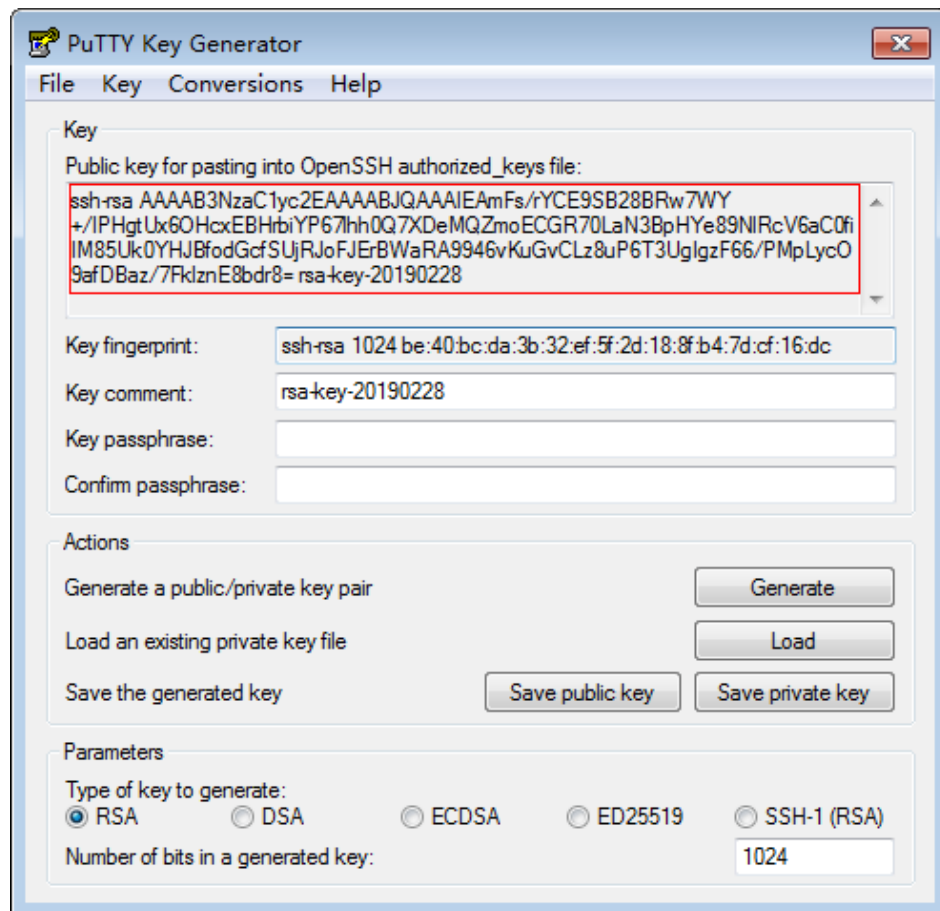 PuTTY Key Generator
File Key Conversions Help
Key
Public key for pasting into OpenSSH authorized_keys file:
ssh-rsa AAAAB3NzaC1yc2EAAAABJQAAAIEAmFs/rYCE9SB28BRw7WY
+/IPHgtUx6OHcxEBHrbiYP67lhh0Q7XDeMQZmoECGR70LaN3BpHYe89NIRcV6aC0fi
IM85Uk0YHJBfodGcfSUjRJoFJErBWaRA9946vKuGvCLz8uP6T3UglgzF66/PMpLycO
9afDBaz/7FklznE8bdr8= rsa-key-20190228
Key fingerprint: ssh-rsa 1024 be:40:bc:da:3b:32:ef:5f:2d:18:8f:b4:7d:cf:16:dc
Key comment: rsa-key-20190228
Key passphrase:
Confirm passphrase:
Actions
Generate a public/private key pair Generate
Load an existing private key file Load
Save the generated key Save public key Save private key
Parameters
Type of key to generate:
RSA DSA ECDSA ED25519 SSH-1 (RSA)
Number of bits in a generated key: 1024